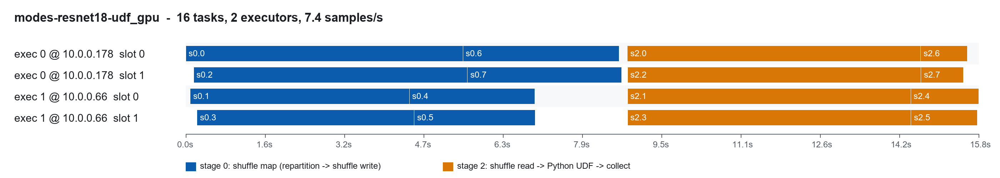 modes-resnet18-udf_gpu  -  16 tasks, 2 executors, 7.4 samples/s
exec 0 @ 10.0.0.178  slot 0
s0.0
s0.6
s2.0
s2.6
exec 0 @ 10.0.0.178  slot 1
s0.2
s0.7
s2.2
s2.7
exec 1 @ 10.0.0.66  slot 0
s0.1
s0.4
s2.1
s2.4
exec 1 @ 10.0.0.66  slot 1
s0.3
s0.5
s2.3
s2.5
0.0s 1.6s 3.2s 4.7s 6.3s 7.9s 9.5s 11.1s 12.6s 14.2s 15.8s
stage 0: shuffle map (repartition -> shuffle write)
stage 2: shuffle read -> Python UDF -> collect